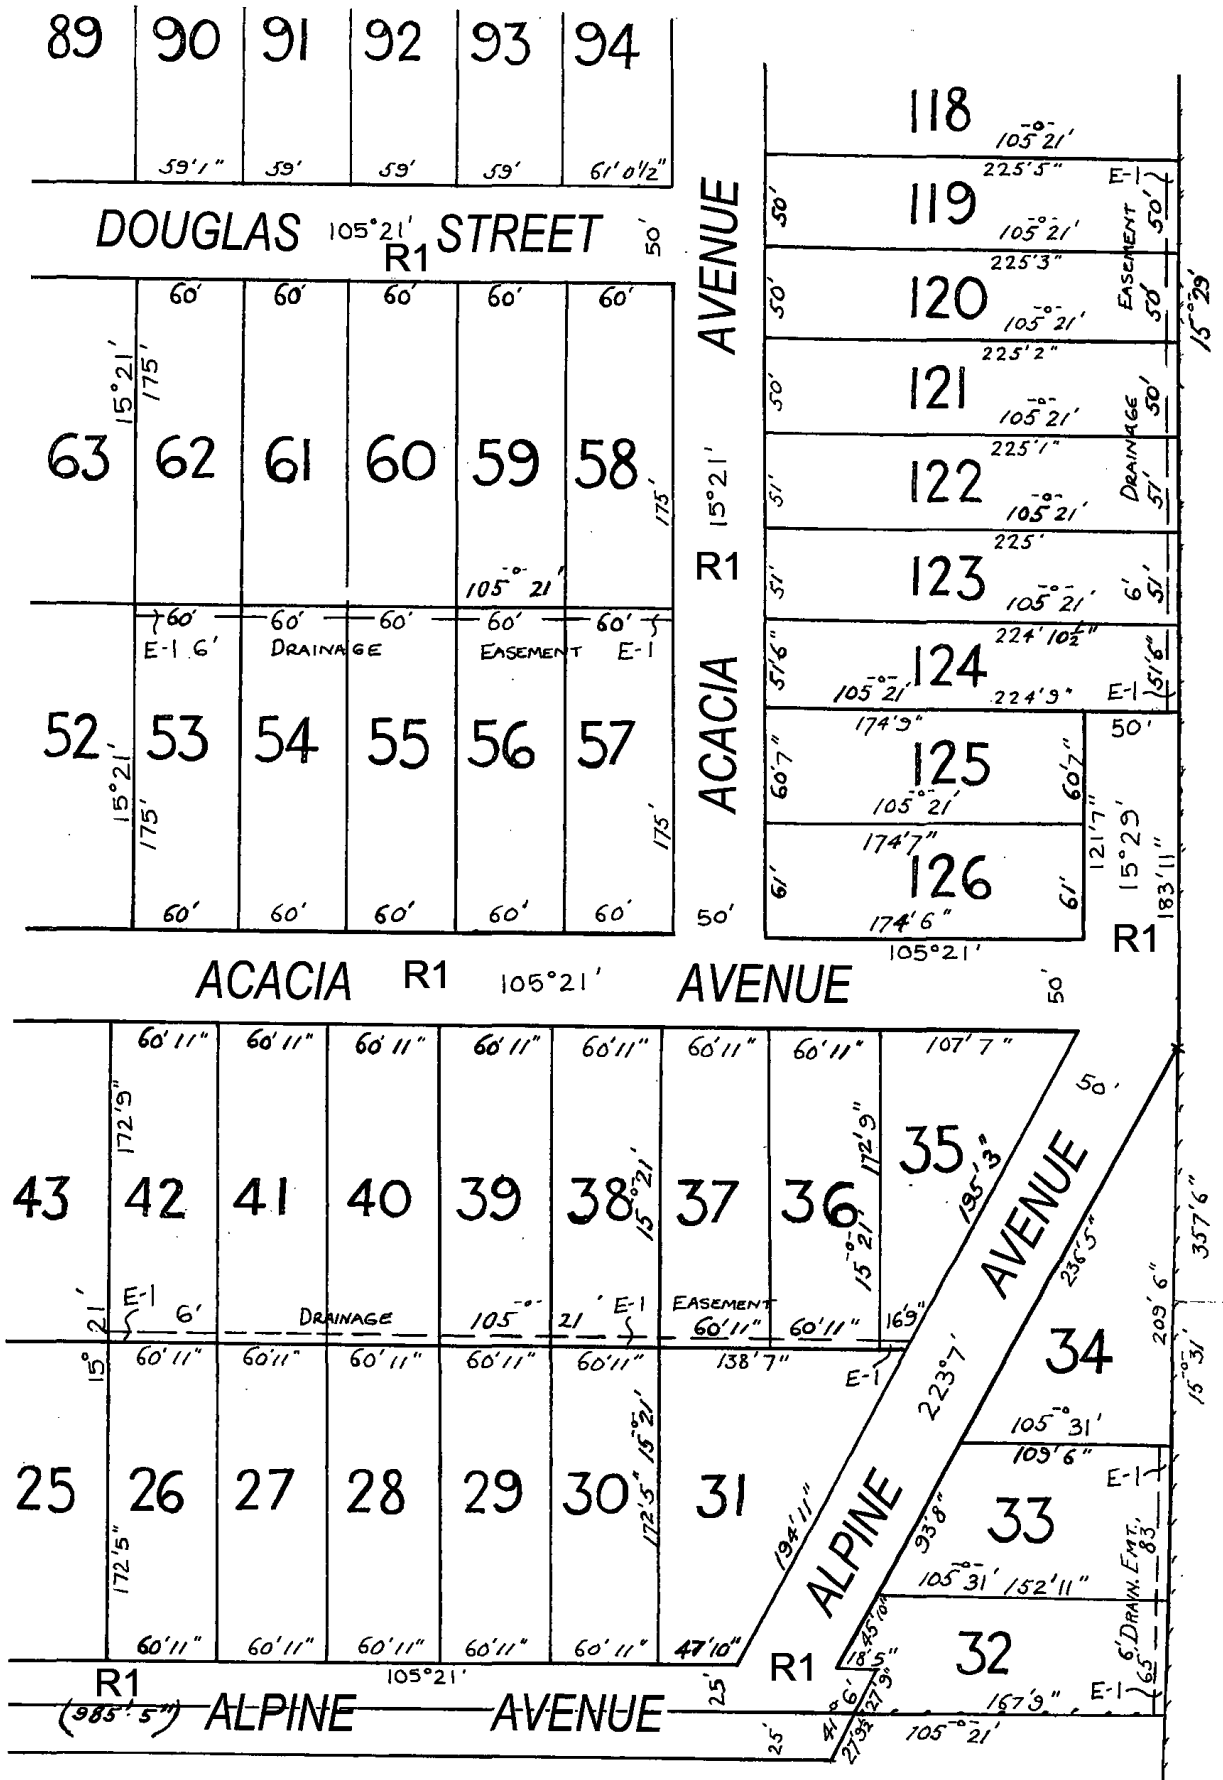 89 90 91 92 93 94
59'1" 59' 59' 59' 61'0½"
DOUGLAS 105°21' STREET 50'
R1
60' 60' 60' 60' 60'
15°21' 175'
63 62 61 60 59 58
175'
105°21'
60' 60' 60' 60' 60'
E-1 6' DRAINAGE EASEMENT E-1
52 53 54 55 56 57
15°21' 175' 175'
60' 60' 60' 60' 60' 50'
AVENUE
15°21'
R1
ACACIA
118 105°21'
225'5" E-1
50' 119 105°21' 50'
225'3"
50' 120 105°21' 50'
EASEMENT
15°29'
225'2"
50' 121 105°21' 50'
DRAINAGE
225'1"
51' 122 105°21' 51'
225'
51' 123 105°21' 6' 51'
224'10½"
51'6" 124 105°21' 51'6"
224'9" E-1
174'9" 50'
60'7" 125 105°21' 60'7"
174'7" 121'7" 15°29' 183'11"
61' 126 61'
174'6" R1
105°21'
ACACIA R1 105°21' AVENUE 50'
60'11" 60'11" 60'11" 60'11" 60'11" 60'11" 60'11" 107'7"
50'
172'9" 172'9"
43 42 41 40 39 38 37 36 35
15°21' 15°21' 195'3"
21' E-1 6' DRAINAGE 105° 21' E-1 EASEMENT
60'11" 60'11" 16'9"
15° 60'11" 60'11" 60'11" 60'11" 60'11" 138'7" E-1
25 26 27 28 29 30 31
172'5" 172'5" 15°21' 194'11"
60'11" 60'11" 60'11" 60'11" 60'11" 47'10"
AVENUE
223°7'
ALPINE
236'5"
357'6"
209'6"
15°31'
34
105°31'
109'6" E-1
93'8" 33 83'
105°31' 152'11"
6' DRAIN. EMT.
45'10" 32 65'
18'5"
167'9" E-1
105°21'
R1 105°21' 25' R1
(985'5") ALPINE AVENUE
25' 41°6' 27'9"